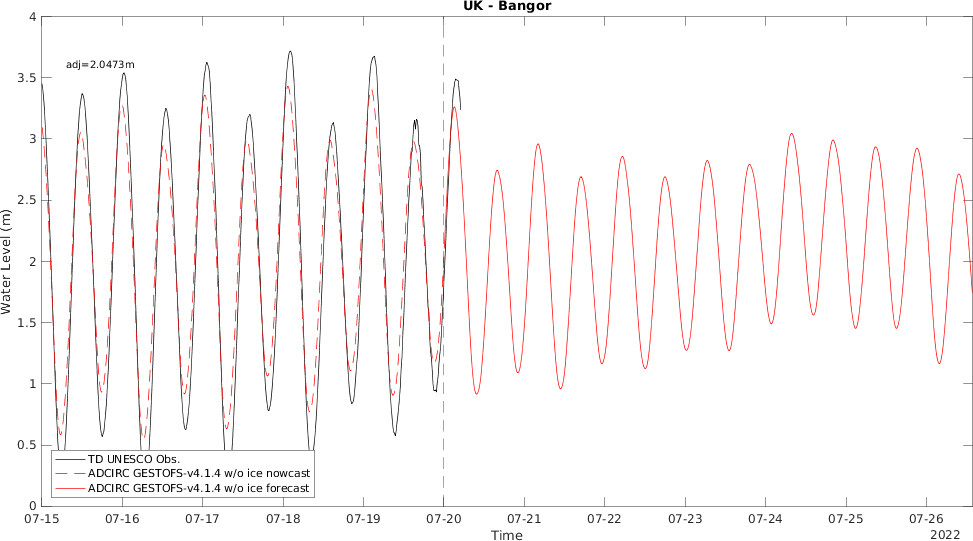 UK - Bangor
adj=2.0473m
Water Level (m)
4
3.5
3
2.5
2
1.5
1
0.5
0
TD UNESCO Obs.
ADCIRC GESTOFS-v4.1.4 w/o ice nowcast
ADCIRC GESTOFS-v4.1.4 w/o ice forecast
07-15 07-16 07-17 07-18 07-19 07-20 07-21 07-22 07-23 07-24 07-25 07-26
Time
2022